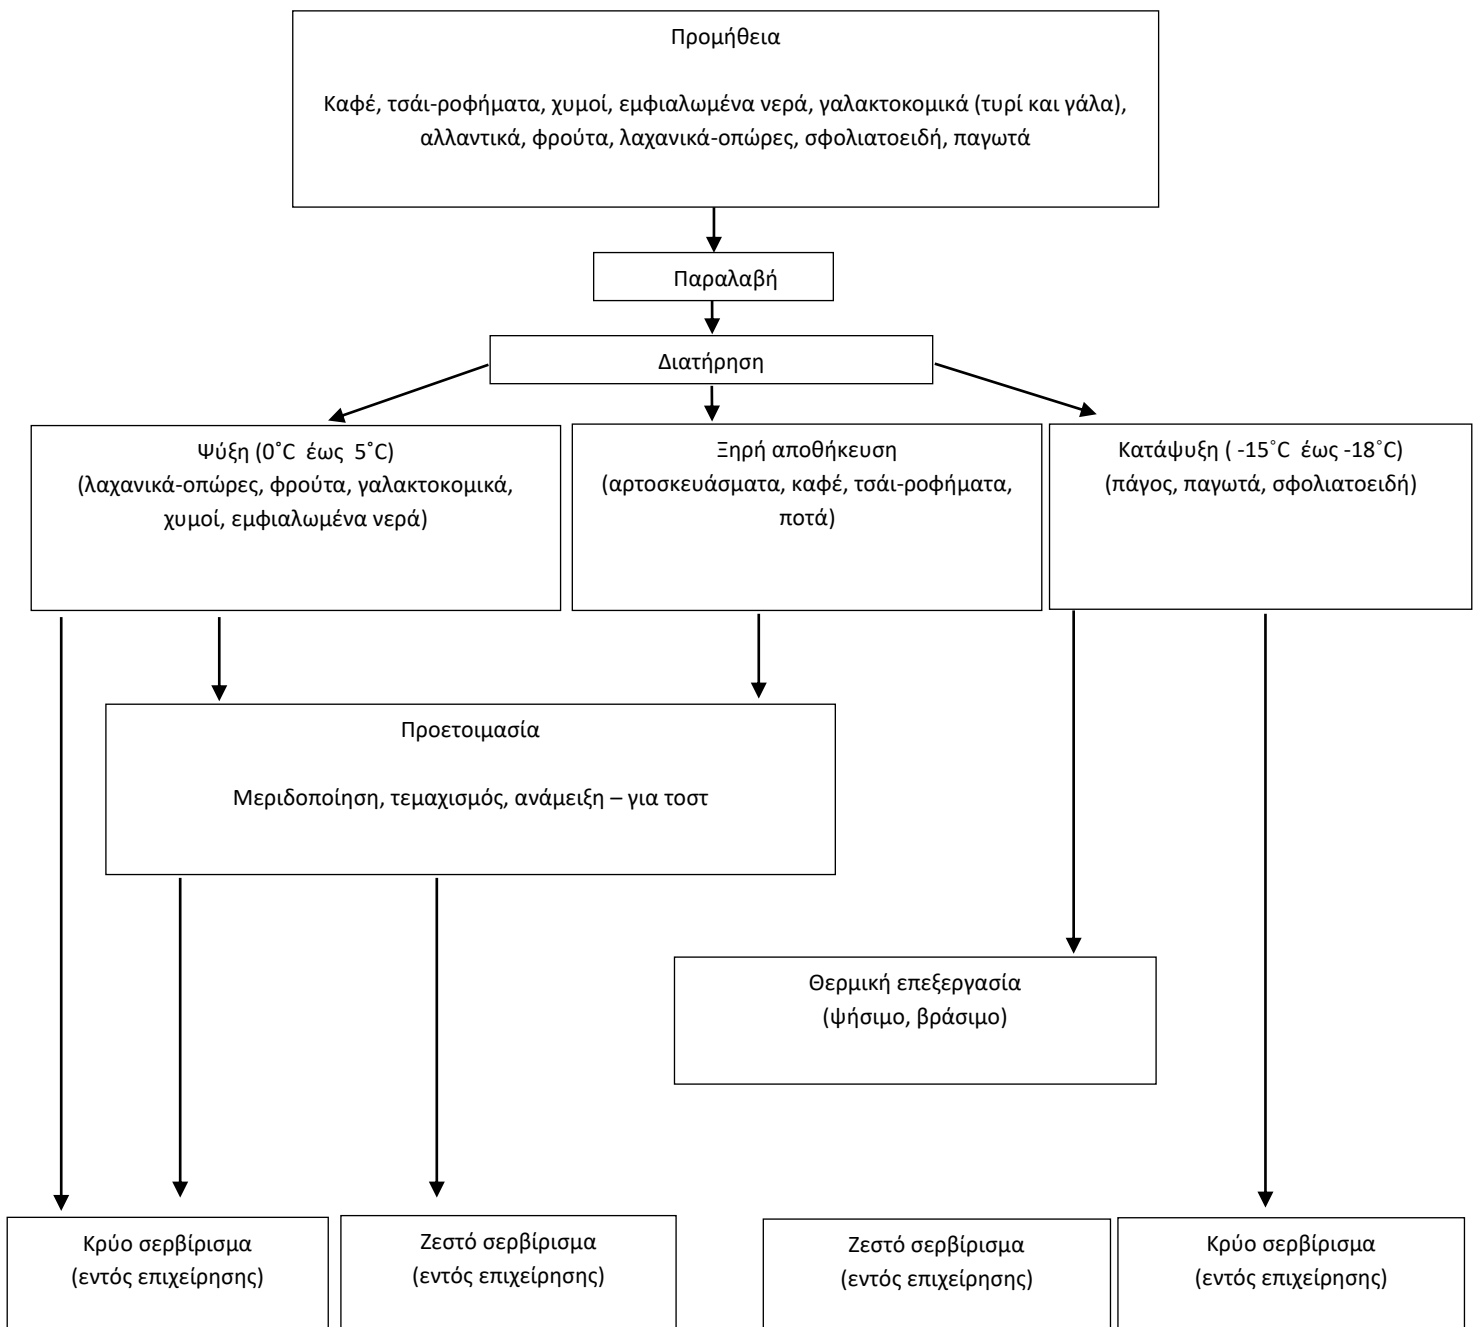 Προμήθεια
Καφέ, τσάι-ροφήματα, χυμοί, εμφιαλωμένα νερά, γαλακτοκομικά (τυρί και γάλα),
αλλαντικά, φρούτα, λαχανικά-οπώρες, σφολιατοειδή, παγωτά
Παραλαβή
Διατήρηση
Ψύξη (0˚C έως 5˚C)
(λαχανικά-οπώρες, φρούτα, γαλακτοκομικά,
χυμοί, εμφιαλωμένα νερά)
Ξηρή αποθήκευση
(αρτοσκευάσματα, καφέ, τσάι-ροφήματα,
ποτά)
Κατάψυξη ( -15˚C έως -18˚C)
(πάγος, παγωτά, σφολιατοειδή)
Προετοιμασία
Μεριδοποίηση, τεμαχισμός, ανάμειξη – για τοστ
Θερμική επεξεργασία
(ψήσιμο, βράσιμο)
Κρύο σερβίρισμα
(εντός επιχείρησης)
Ζεστό σερβίρισμα
(εντός επιχείρησης)
Ζεστό σερβίρισμα
(εντός επιχείρησης)
Κρύο σερβίρισμα
(εντός επιχείρησης)